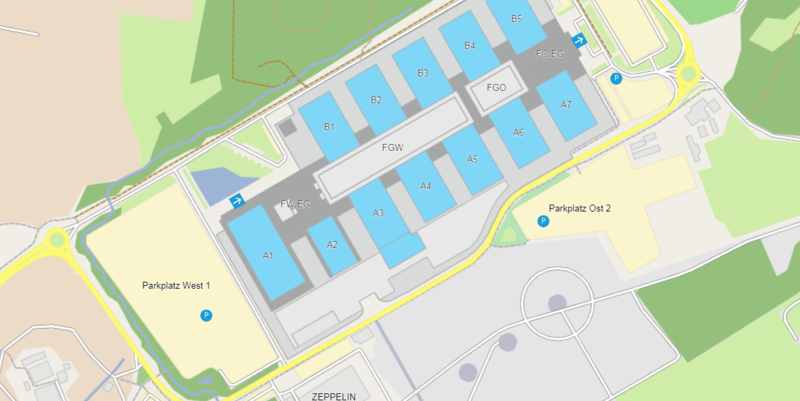 B5
B4
FO EG
B3
P
B2
FGO
A7
B1
A6
FGW
A5
A4
FW EG
A3
Parkplatz Ost 2
P
A2
A1
Parkplatz West 1
P
ZEPPELIN